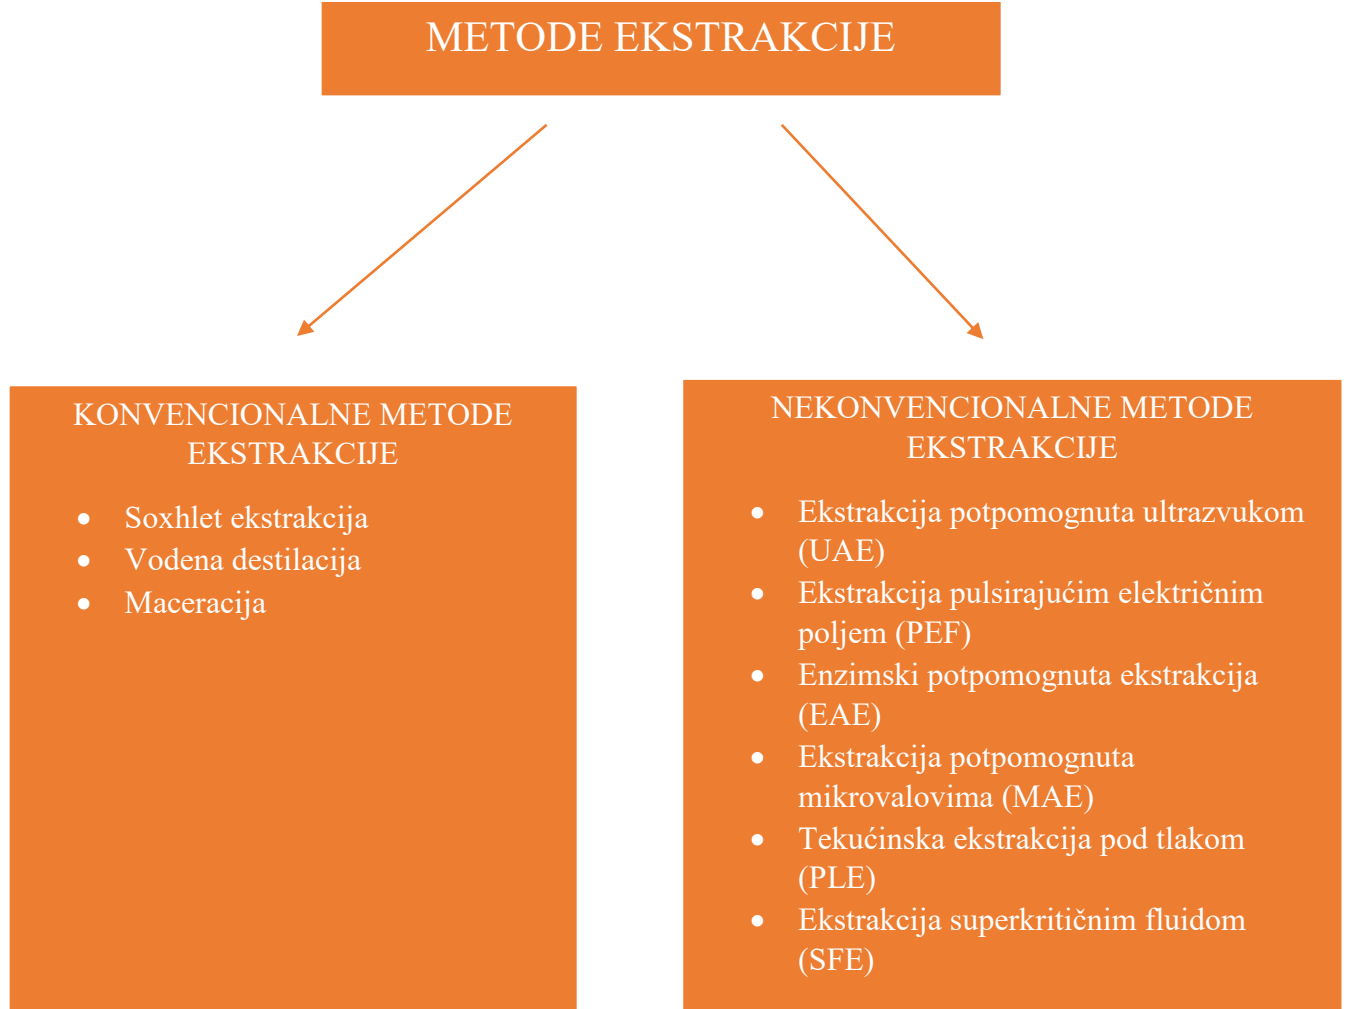 METODE EKSTRAKCIJE
KONVENCIONALNE METODE
EKSTRAKCIJE
• Soxhlet ekstrakcija
• Vodena destilacija
• Maceracija
NEKONVENCIONALNE METODE
EKSTRAKCIJE
• Ekstrakcija potpomognuta ultrazvukom
(UAE)
• Ekstrakcija pulsirajućim električnim
poljem (PEF)
• Enzimski potpomognuta ekstrakcija
(EAE)
• Ekstrakcija potpomognuta
mikrovalovima (MAE)
• Tekućinska ekstrakcija pod tlakom
(PLE)
• Ekstrakcija superkritičnim fluidom
(SFE)